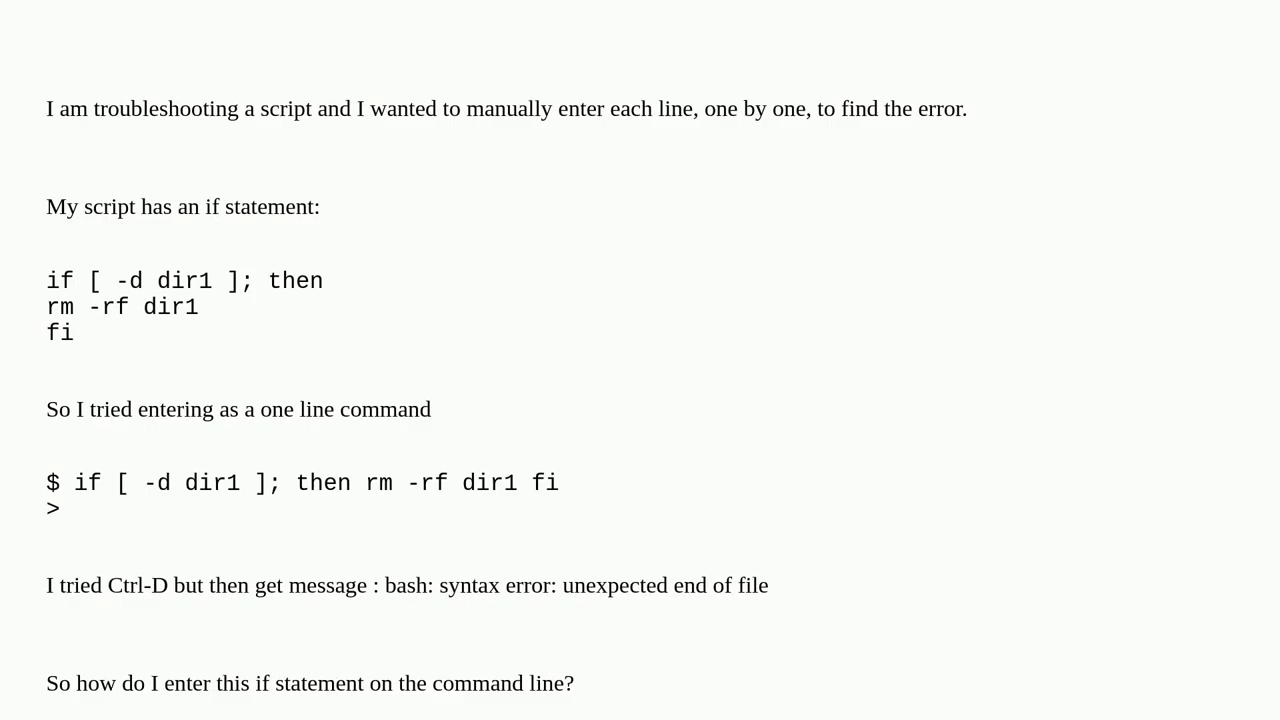 I am troubleshooting a script and I wanted to manually enter each line, one by one, to find the error.
My script has an if statement:
if [ -d dir1 ]; then
rm -rf dir1
fi
So I tried entering as a one line command
$ if [ -d dir1 ]; then rm -rf dir1 fi
>
I tried Ctrl-D but then get message : bash: syntax error: unexpected end of file
So how do I enter this if statement on the command line?